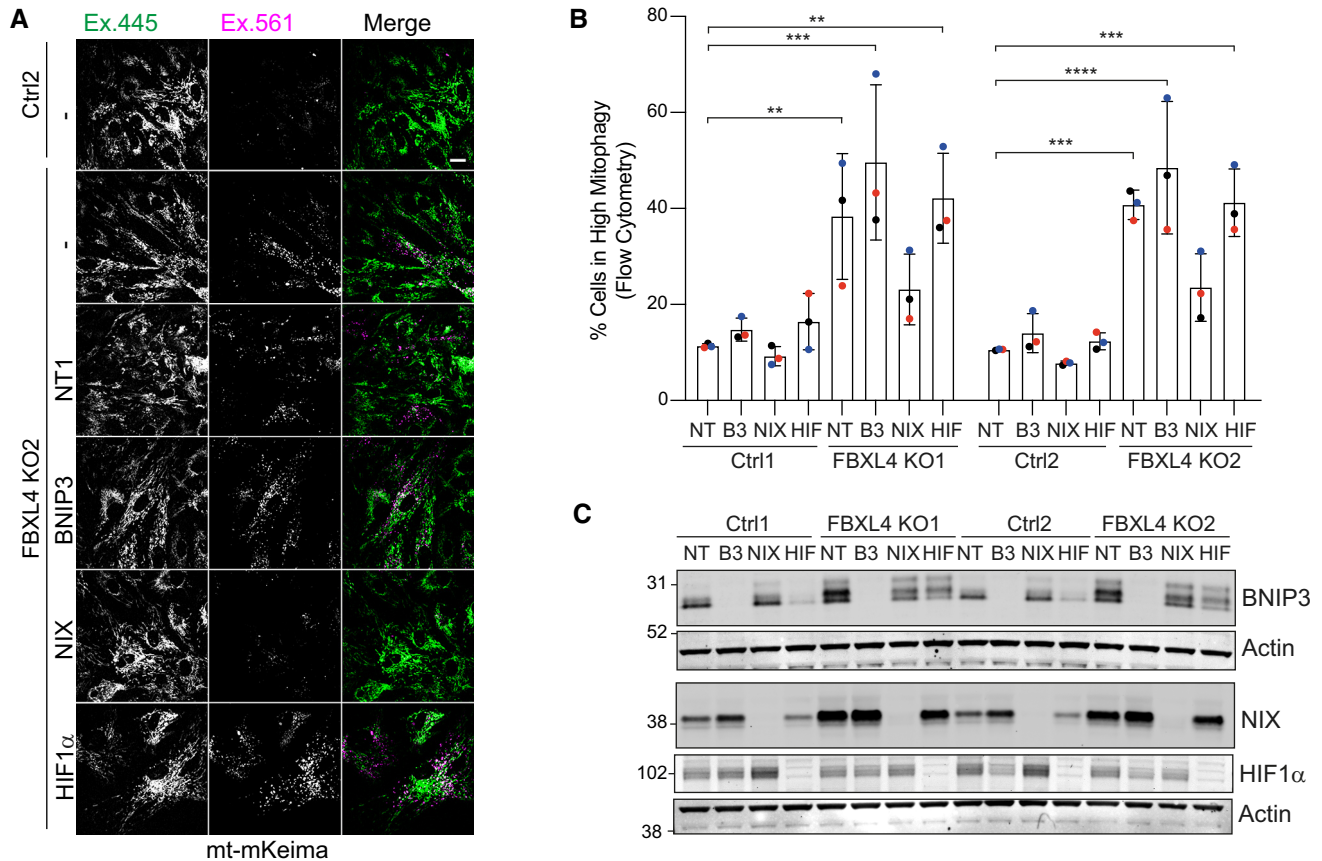 A
Ex.445 Ex.561 Merge
Ctrl2
-
FBXL4 KO2
-
NT1
BNIP3
NIX
HIF1α
mt-mKeima
B
% Cells in High Mitophagy
(Flow Cytometry)
80
60
40
20
0
** 
***
**
***
****
***
NT B3 NIX HIF NT B3 NIX HIF NT B3 NIX HIF NT B3 NIX HIF
Ctrl1 FBXL4 KO1 Ctrl2 FBXL4 KO2
C
Ctrl1 FBXL4 KO1 Ctrl2 FBXL4 KO2
NT B3 NIX HIF NT B3 NIX HIF NT B3 NIX HIF NT B3 NIX HIF
31 BNIP3
52
Actin
38 NIX
102 HIF1α
Actin
38